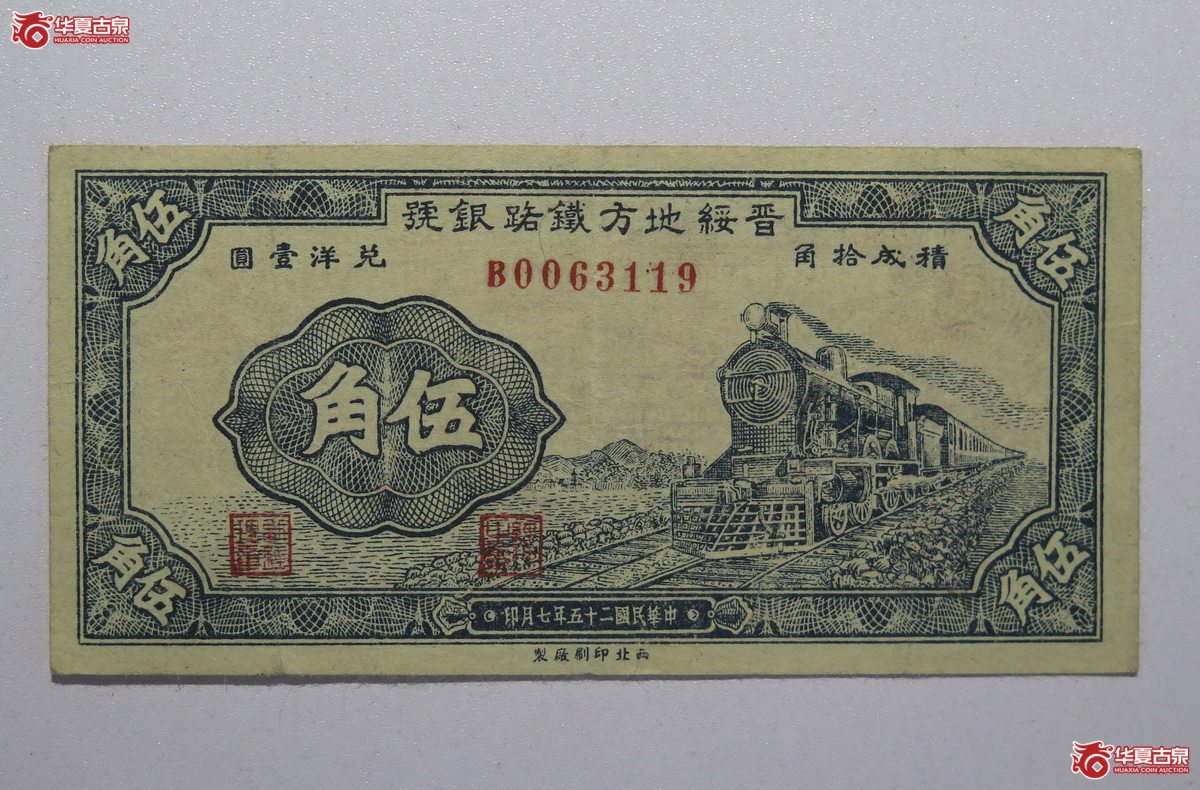 华夏古泉
HUAXIA COIN AUCTION
晋綏地方鐵路銀號
積成拾角
兑洋壹圓
B0063119
伍角
伍角
伍角
伍角
伍角
中華民國二十五年七月印
西北印刷廠製
华夏古泉
HUAXIA COIN AUCTION